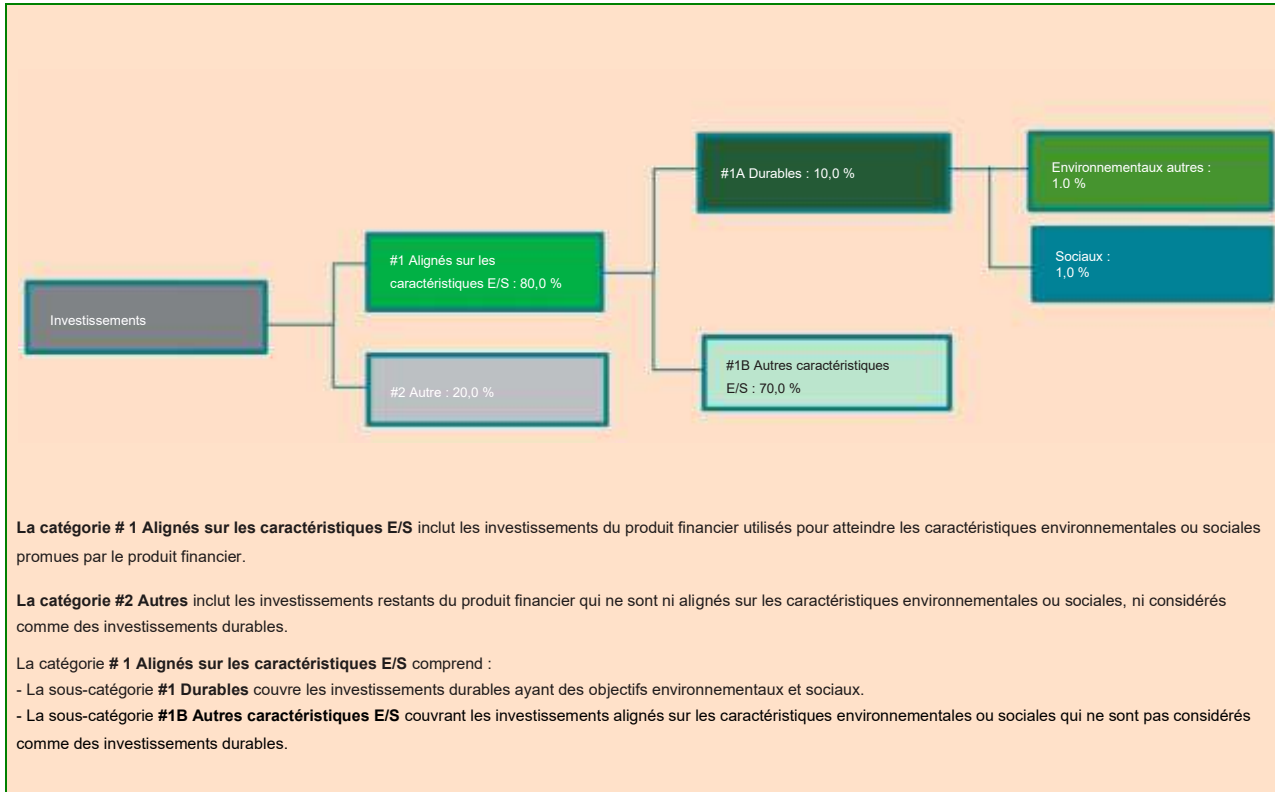 #1A Durables : 10,0 %
Environnementaux autres :
1.0 %
#1 Alignés sur les
caractéristiques E/S : 80,0 %
Sociaux :
1,0 %
Investissements
#2 Autre : 20,0 %
#1B Autres caractéristiques
E/S : 70,0 %
La catégorie # 1 Alignés sur les caractéristiques E/S inclut les investissements du produit financier utilisés pour atteindre les caractéristiques environnementales ou sociales
promues par le produit financier.
La catégorie #2 Autres inclut les investissements restants du produit financier qui ne sont ni alignés sur les caractéristiques environnementales ou sociales, ni considérés
comme des investissements durables.
La catégorie # 1 Alignés sur les caractéristiques E/S comprend :
- La sous-catégorie #1 Durables couvre les investissements durables ayant des objectifs environnementaux et sociaux.
- La sous-catégorie #1B Autres caractéristiques E/S couvrant les investissements alignés sur les caractéristiques environnementales ou sociales qui ne sont pas considérés
comme des investissements durables.